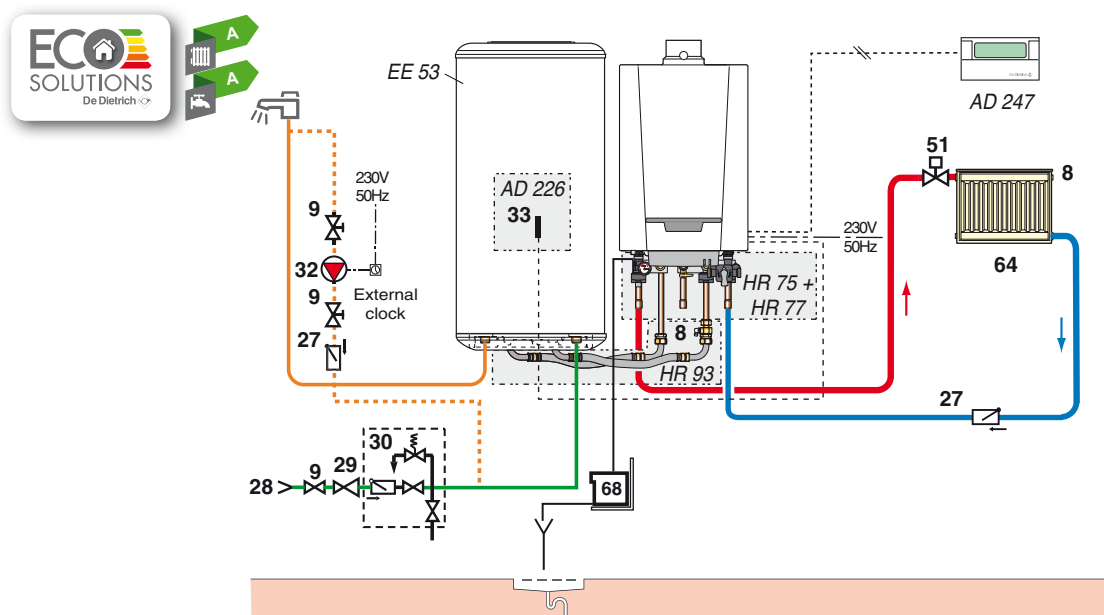 ECO
SOLUTIONS
De Dietrich
A
A
EE 53
AD 247
51
8
230V
50Hz
AD 226
33
9
32
External
clock
9
27
230V
50Hz
64
HR 75 +
HR 77
8
HR 93
27
30
28
9
29
68